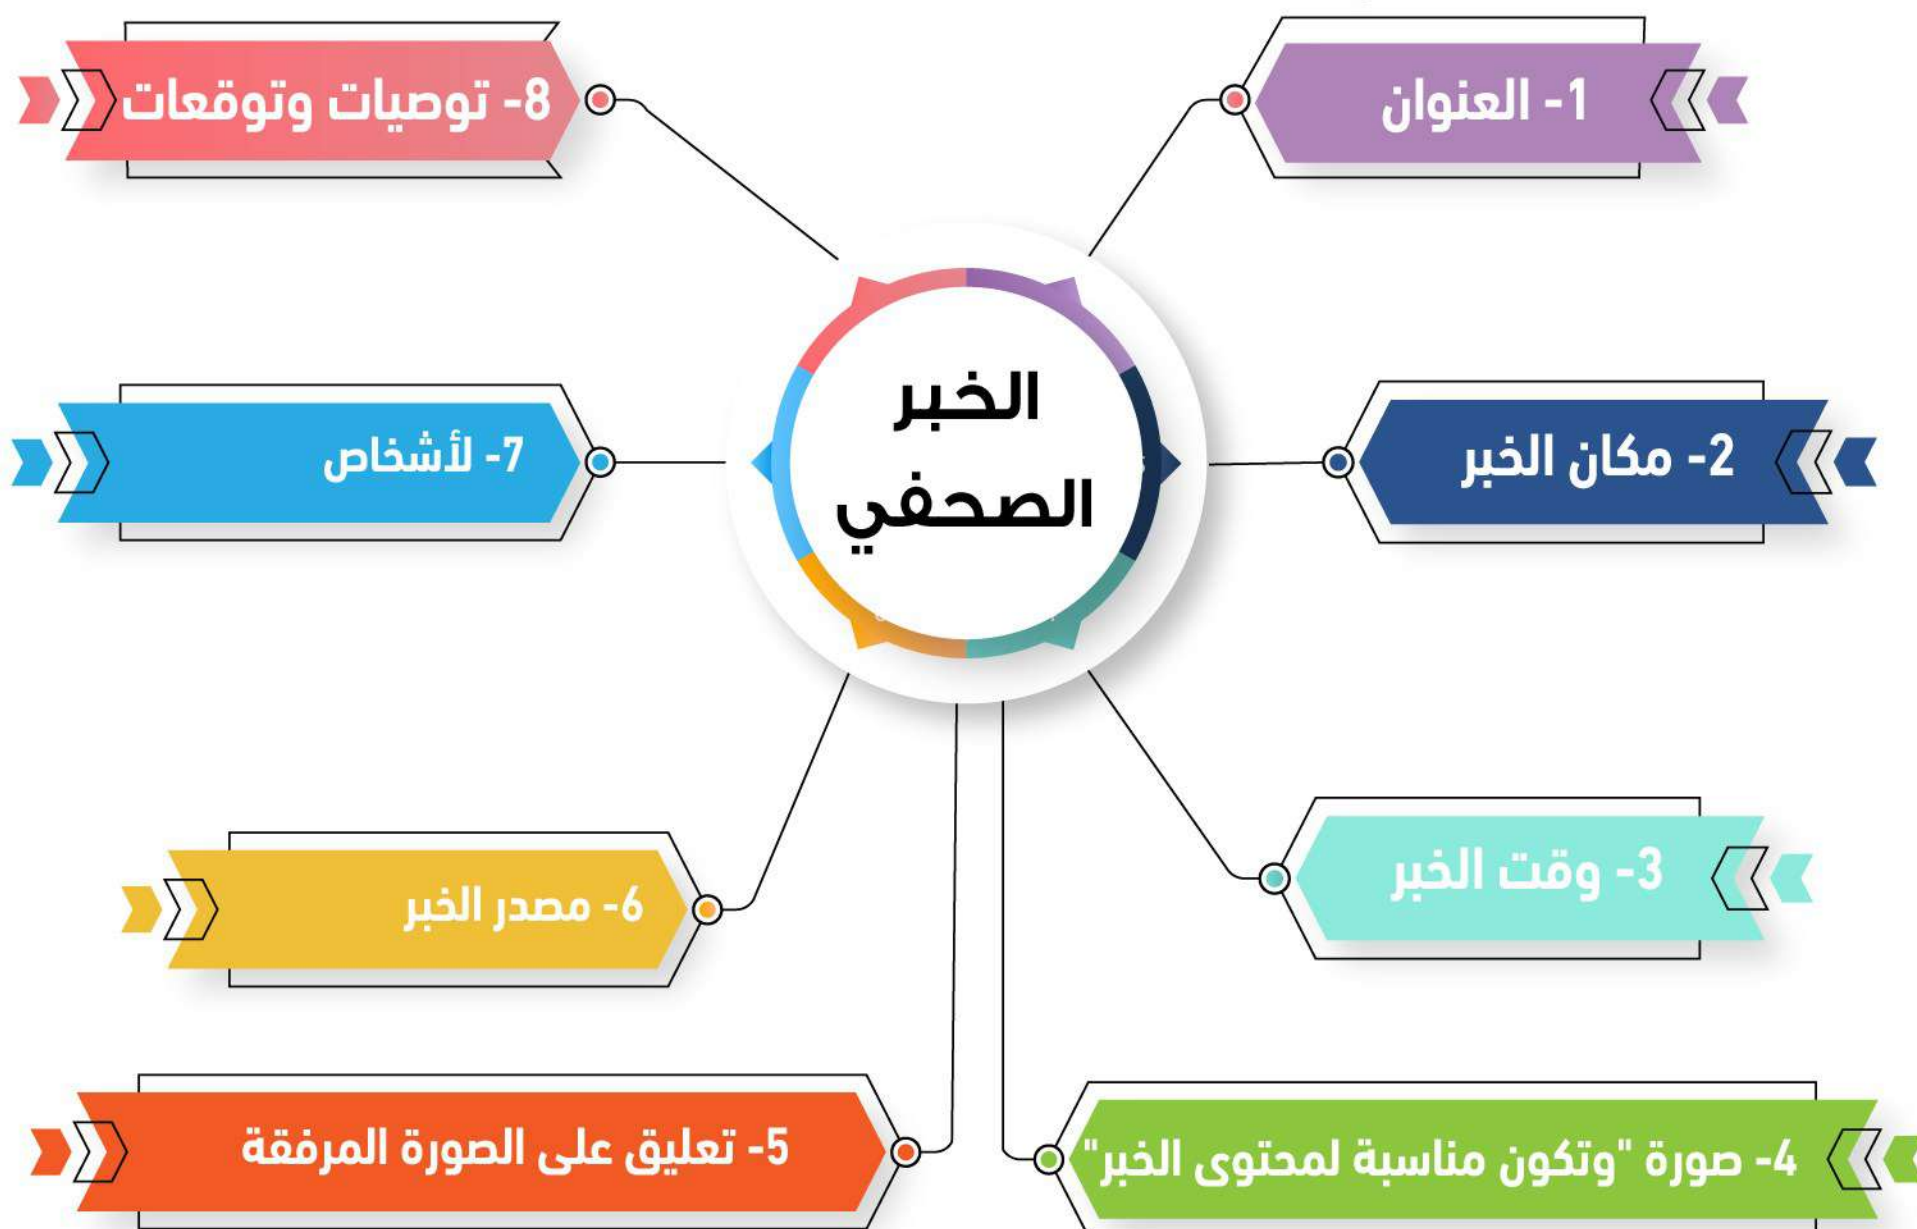 الخبر
الصحفي
1- العنوان
2- مكان الخبر
3- وقت الخبر
4- صورة "وتكون مناسبة لمحتوى الخبر"
5- تعليق على الصورة المرفقة
6- مصدر الخبر
7- لأشخاص
8- توصيات وتوقعات